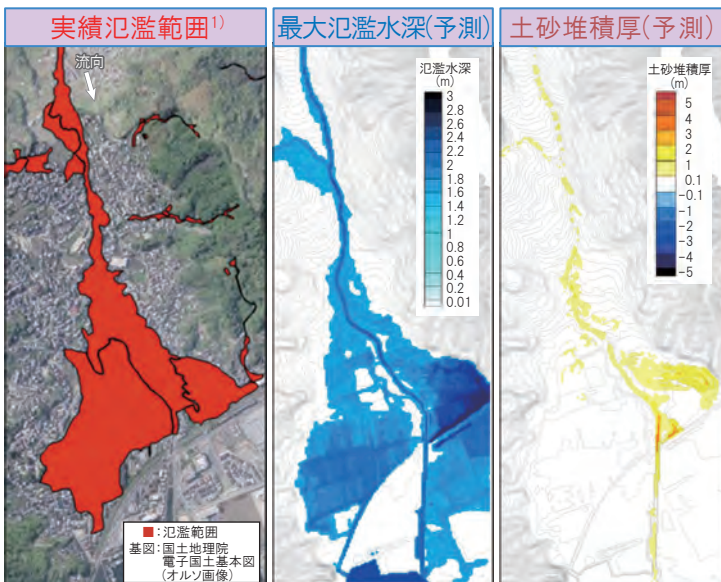 実績氾濫範囲1)
流向
■:氾濫範囲
基図:国土地理院
電子国土基本図
(オルソ画像)
最大氾濫水深(予測)
氾濫水深
(m)
3
2.8
2.6
2.4
2.2
2
1.8
1.6
1.4
1.2
1
0.8
0.6
0.4
0.2
0.01
土砂堆積厚(予測)
土砂堆積厚
(m)
5
4
3
2
1
0.1
-0.1
-1
-2
-3
-4
-5